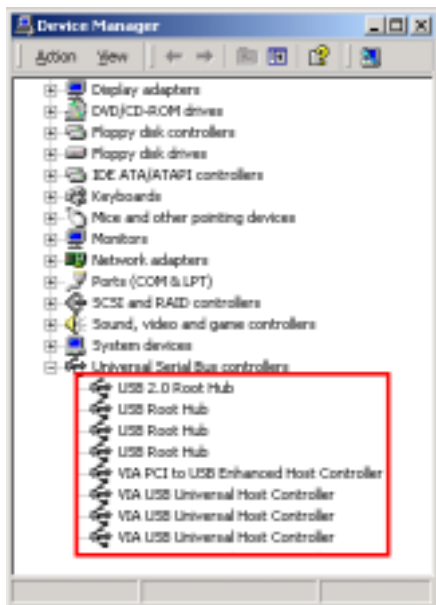 Device Manager
Action View
Display adapters
DVD/CD-ROM drives
Floppy disk controllers
Floppy disk drives
IDE ATA/ATAPI controllers
Keyboards
Mice and other pointing devices
Monitors
Network adapters
Ports (COM & LPT)
SCSI and RAID controllers
Sound, video and game controllers
System devices
Universal Serial Bus controllers
USB 2.0 Root Hub
USB Root Hub
USB Root Hub
USB Root Hub
VIA PCI to USB Enhanced Host Controller
VIA USB Universal Host Controller
VIA USB Universal Host Controller
VIA USB Universal Host Controller